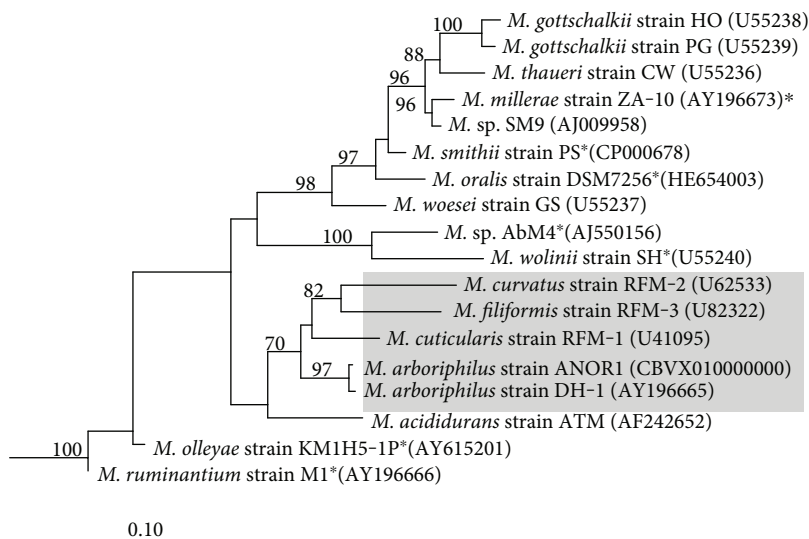 100
M. gottschalkii strain HO (U55238)
M. gottschalkii strain PG (U55239)
88
M. thaueri strain CW (U55236)
96
M. millerae strain ZA-10 (AY196673)*
96
M. sp. SM9 (AJ009958)
M. smithii strain PS*(CP000678)
97
M. oralis strain DSM7256*(HE654003)
98
M. woesei strain GS (U55237)
M. sp. AbM4*(AJ550156)
100
M. wolinii strain SH*(U55240)
M. curvatus strain RFM-2 (U62533)
82
M. filiformis strain RFM-3 (U82322)
M. cuticularis strain RFM-1 (U41095)
70
M. arboriphilus strain ANOR1 (CBVX010000000)
97
M. arboriphilus strain DH-1 (AY196665)
M. acididurans strain ATM (AF242652)
M. olleyae strain KM1H5-1P*(AY615201)
100
M. ruminantium strain M1*(AY196666)
0.10